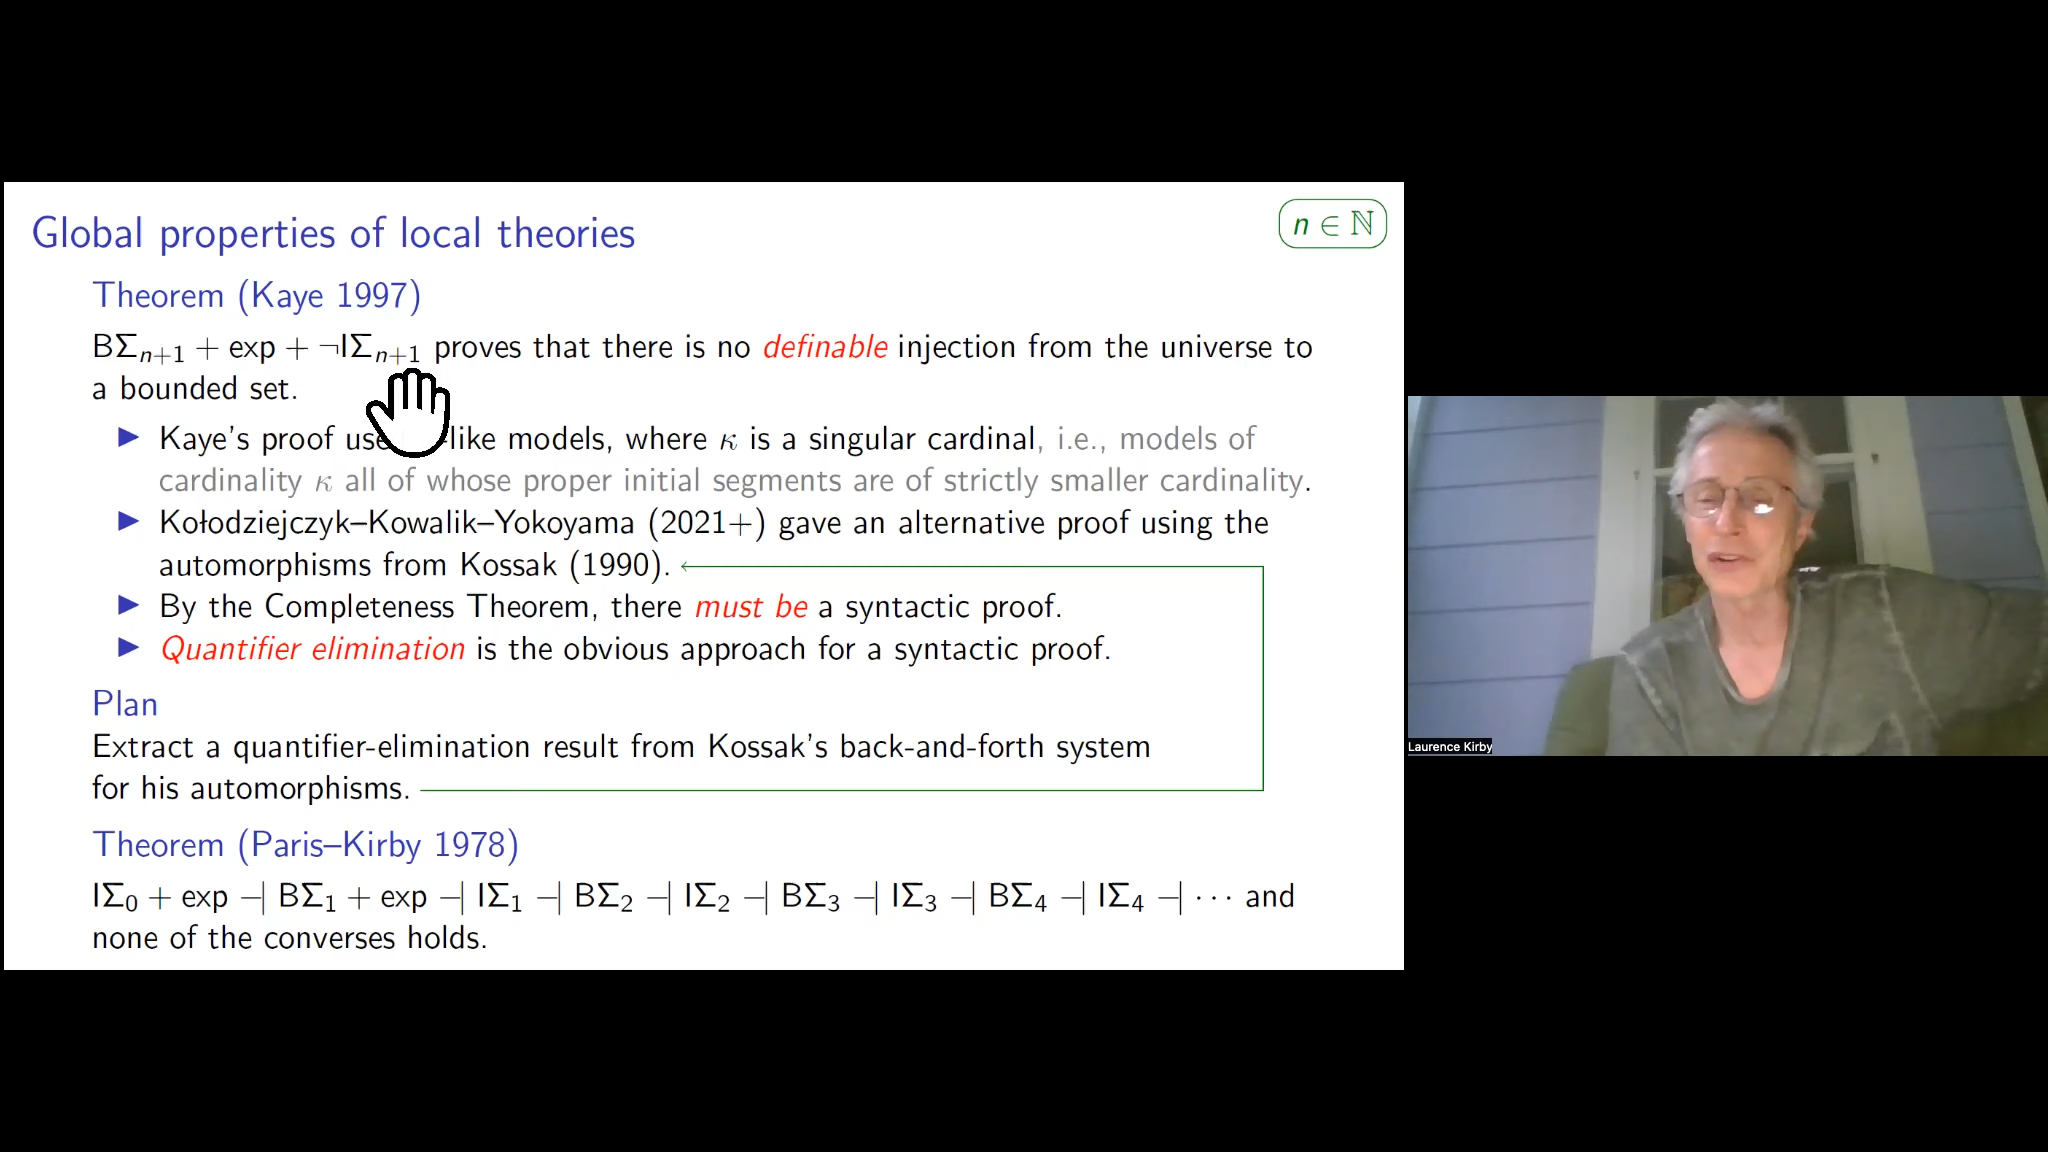 Global properties of local theories
n ∈ ℕ
Theorem (Kaye 1997)
BΣₙ₊₁ + exp + ¬IΣₙ₊₁ proves that there is no definable injection from the universe to
a bounded set.
▶ Kaye's proof -like models, where κ is a singular cardinal, i.e., models of
cardinality κ all of whose proper initial segments are of strictly smaller cardinality.
▶ Kołodziejczyk–Kowalik–Yokoyama (2021+) gave an alternative proof using the
automorphisms from Kossak (1990). ←
▶ By the Completeness Theorem, there must be a syntactic proof.
▶ Quantifier elimination is the obvious approach for a syntactic proof.
Plan
Extract a quantifier-elimination result from Kossak's back-and-forth system
for his automorphisms.
Theorem (Paris–Kirby 1978)
IΣ₀ + exp ⊣ BΣ₁ + exp ⊣ IΣ₁ ⊣ BΣ₂ ⊣ IΣ₂ ⊣ BΣ₃ ⊣ IΣ₃ ⊣ BΣ₄ ⊣ IΣ₄ ⊣ ··· and
none of the converses holds.
Laurence Kirby